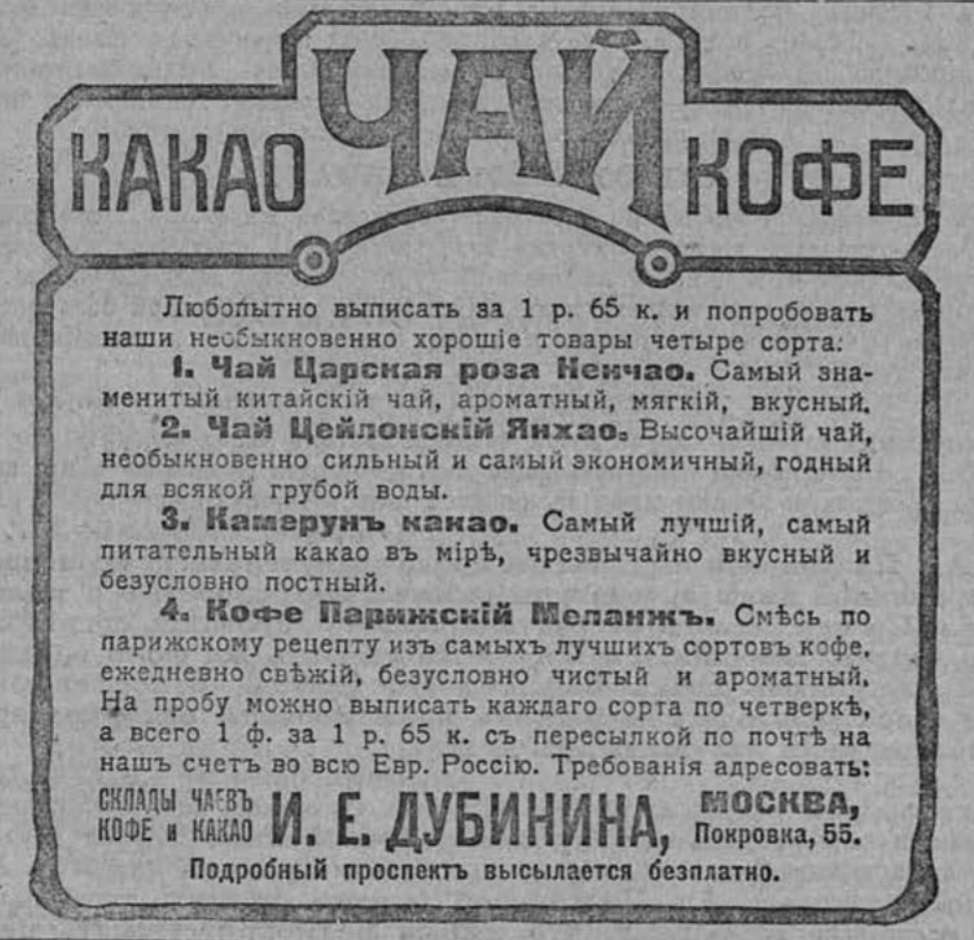 КАКАО ЧАЙ КОФЕ
Любопытно выписать за 1 р. 65 к. и попробовать
наши необыкновенно хорошіе товары четыре сорта:
1. Чай Царская роза Кенчао. Самый зна-
менитый китайскій чай, ароматный, мягкій, вкусный.
2. Чай Цейлонскій Янхао. Высочайшій чай,
необыкновенно сильный и самый экономичный, годный
для всякой грубой воды.
3. Камерунъ какао. Самый лучшій, самый
питательный какао въ мірѣ, чрезвычайно вкусный и
безусловно постный.
4. Кофе Парижскій Меланжъ. Смѣсь по
парижскому рецепту изъ самыхъ лучшихъ сортовъ кофе,
ежедневно свѣжій, безусловно чистый и ароматный.
На пробу можно выписать каждаго сорта по четверкѣ,
а всего 1 ф. за 1 р. 65 к. съ пересылкой по почтѣ на
нашъ счетъ во всю Евр. Россію. Требованія адресовать:
СКЛАДЫ ЧАЕВЪ
КОФЕ и КАКАО И. Е. ДУБИНИНА, МОСКВА,
Покровка, 55.
Подробный проспектъ высылается безплатно.